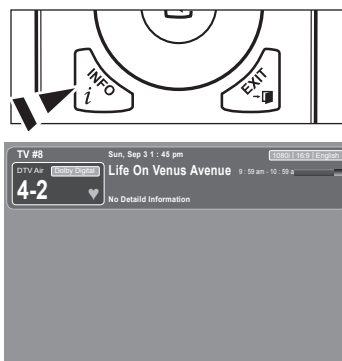 INFO
i
EXIT
TV #8
Sun, Sep 3 1 : 45 pm
1080i | 16:9 | English
DTV Air
Dolby Digital
Life On Venus Avenue
9 : 59 am - 10 : 59 a
4-2
No Detaild Information